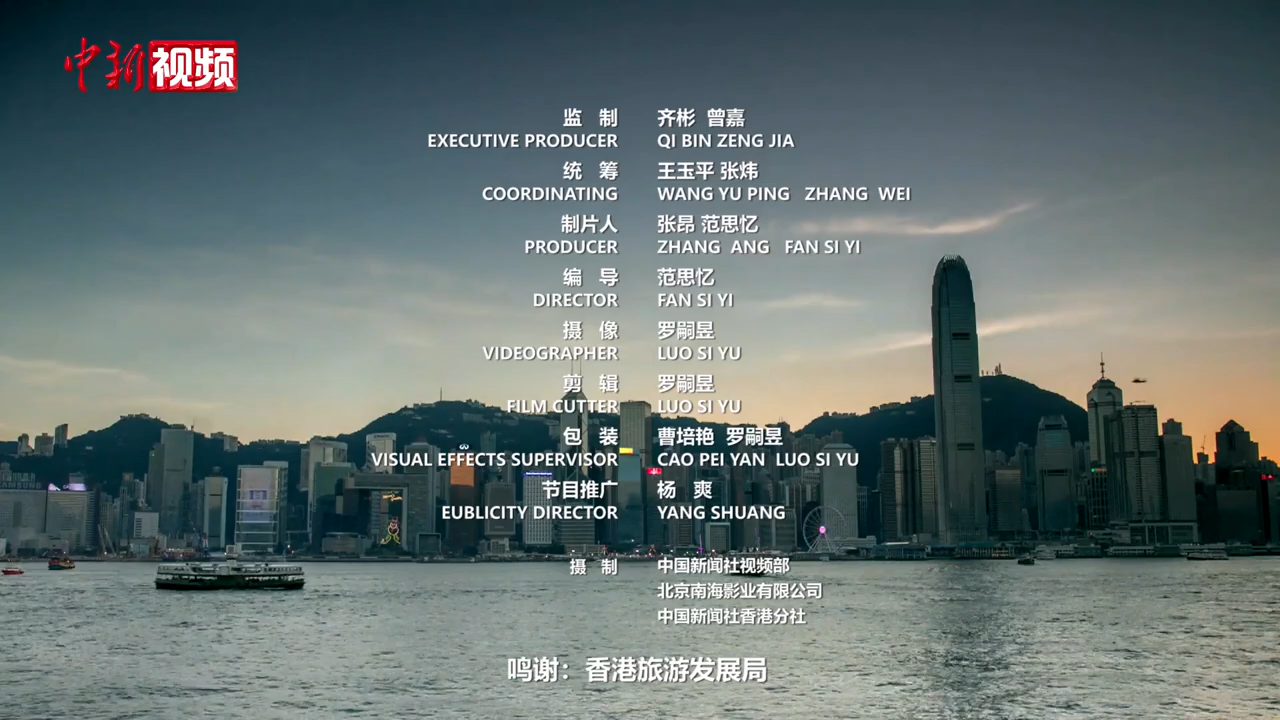 中新视频
监 制 齐彬 曾嘉
EXECUTIVE PRODUCER QI BIN ZENG JIA
统 筹 王玉平 张炜
COORDINATING WANG YU PING ZHANG WEI
制片人 张昂 范思忆
PRODUCER ZHANG ANG FAN SI YI
编 导 范思忆
DIRECTOR FAN SI YI
摄 像 罗嗣昱
VIDEOGRAPHER LUO SI YU
剪 辑 罗嗣昱
FILM CUTTER LUO SI YU
包 装 曹培艳 罗嗣昱
VISUAL EFFECTS SUPERVISOR CAO PEI YAN LUO SI YU
节目推广 杨 爽
EUBLICITY DIRECTOR YANG SHUANG
摄 制 中国新闻社视频部
北京南海影业有限公司
中国新闻社香港分社
鸣谢：香港旅游发展局
SAMSUNG